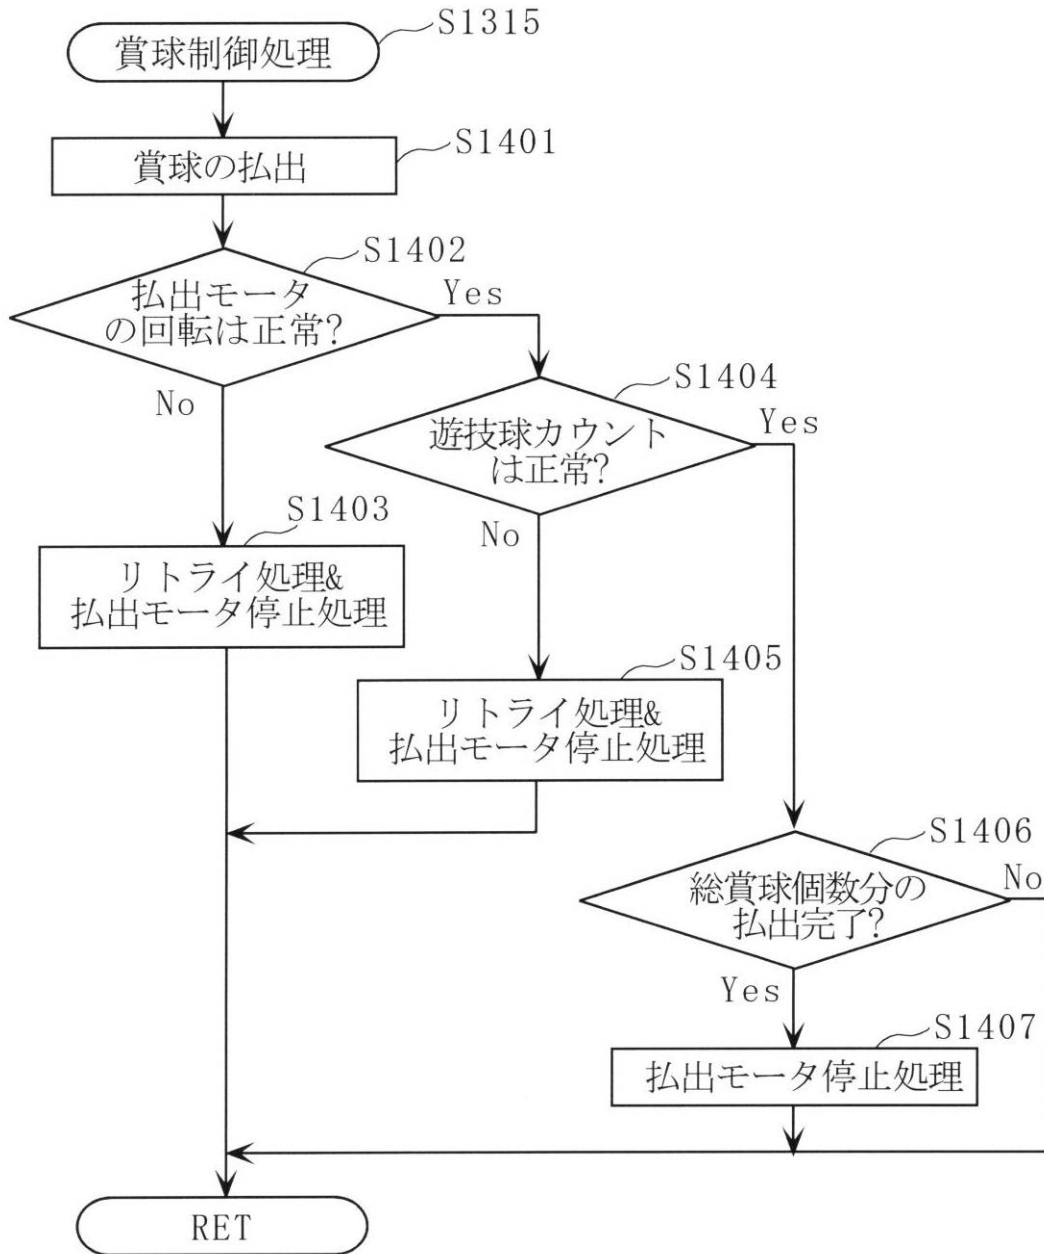 S1315
賞球制御処理
S1401
賞球の払出
S1402
払出モータ
の回転は正常?
Yes
No
S1404
遊技球カウント
は正常?
Yes
No
S1403
リトライ処理&
払出モータ停止処理
S1405
リトライ処理&
払出モータ停止処理
S1406
総賞球個数分の
払出完了?
No
Yes
S1407
払出モータ停止処理
RET